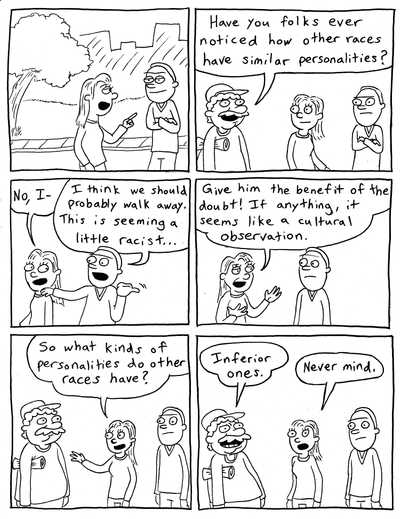 Have you folks ever
noticed how other races
have similar personalities?
No, I-
I think we should
probably walk away.
This is seeming a
little racist...
Give him the benefit of the
doubt! If anything, it
seems like a cultural
observation.
So what kinds of
personalities do other
races have?
Inferior
ones.
Never mind.